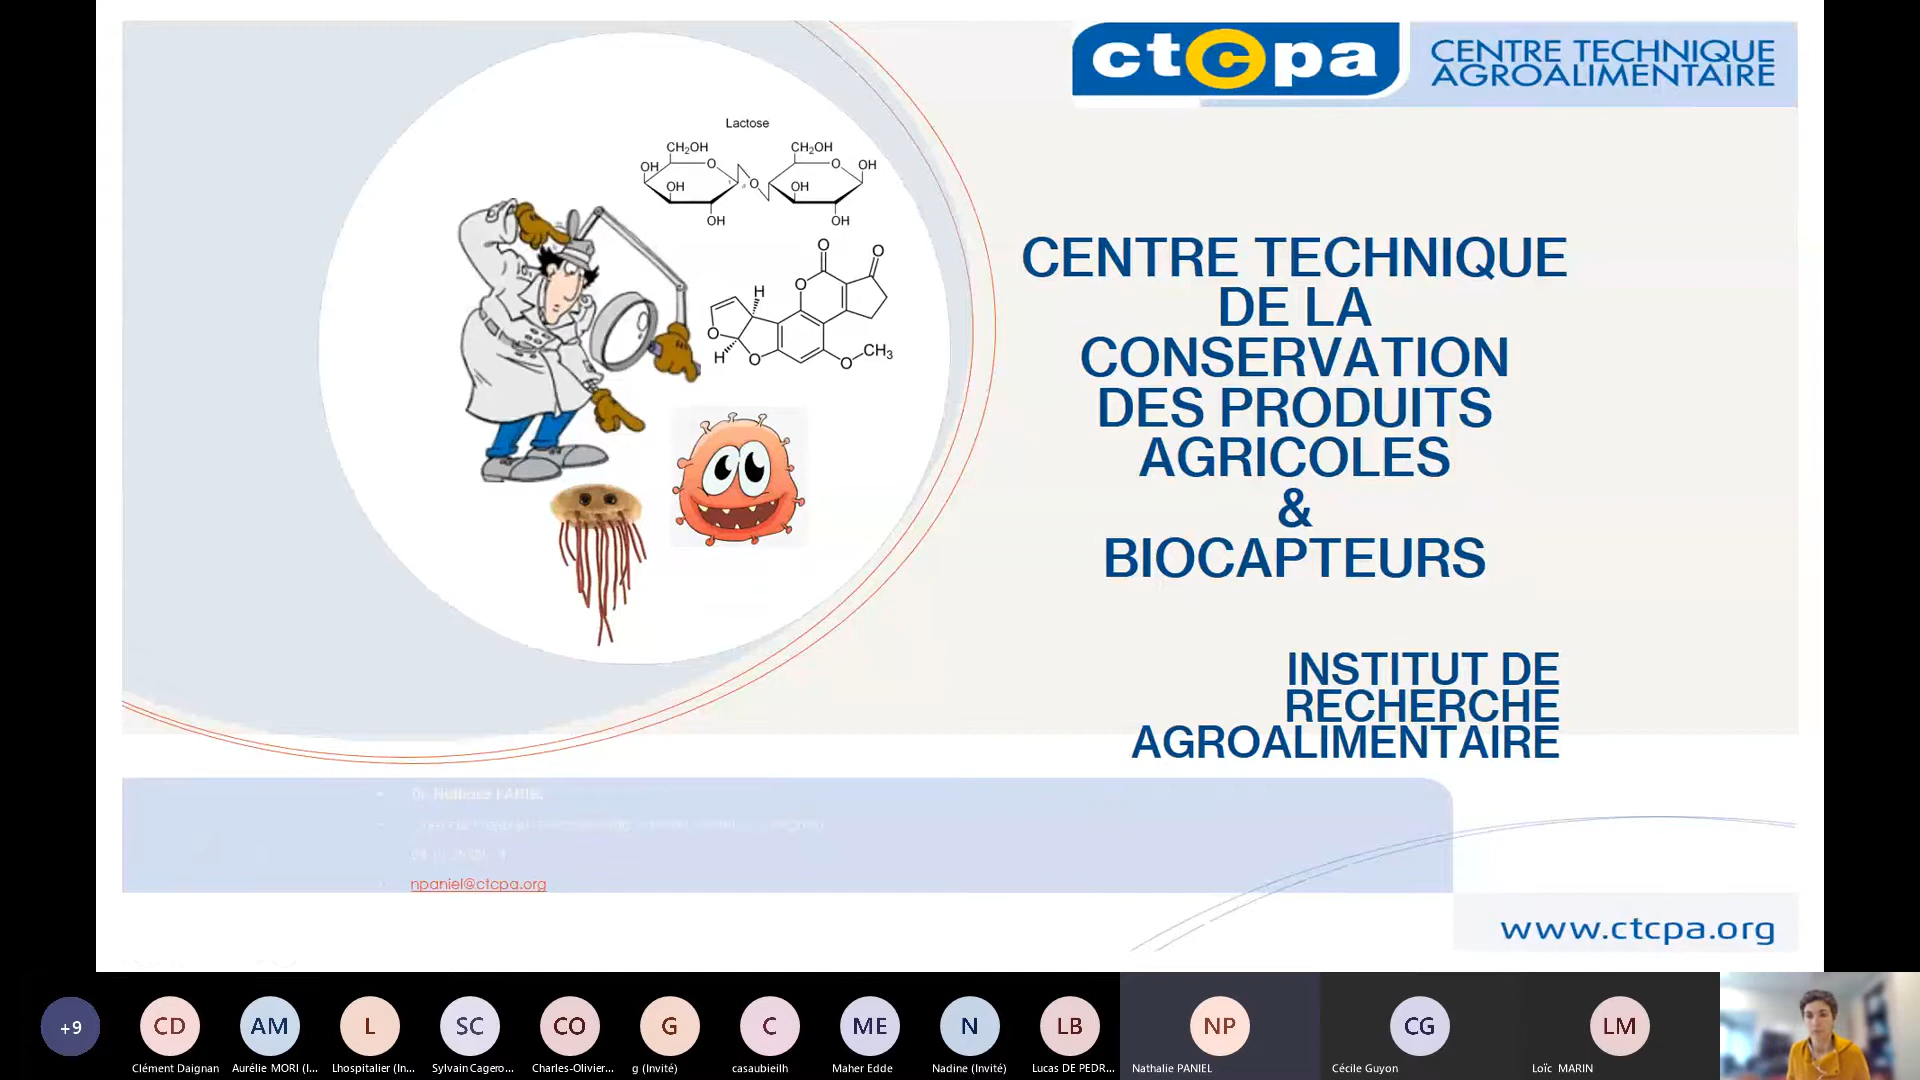 ctcpa
CENTRE TECHNIQUE
AGROALIMENTAIRE
Lactose
CH₂OH
CH₂OH
OH
O
O
OH
OH
O
OH
OH
OH
O
O
O
H
O
H
O
O
CH₃
CENTRE TECHNIQUE
DE LA
CONSERVATION
DES PRODUITS
AGRICOLES
&
BIOCAPTEURS
INSTITUT DE
RECHERCHE
AGROALIMENTAIRE
Dr. Nathalie PANIEL
npaniel@ctcpa.org
www.ctcpa.org
+9
CD
AM
L
SC
CO
G
C
ME
N
LB
NP
CG
LM
Clément Daignan
Aurélie MORI (I...
Lhospitalier (In...
Sylvain Cagero...
Charles-Olivier...
g (Invité)
casaubieilh
Maher Edde
Nadine (Invité)
Lucas DE PEDR...
Nathalie PANIEL
Cécile Guyon
Loïc MARIN